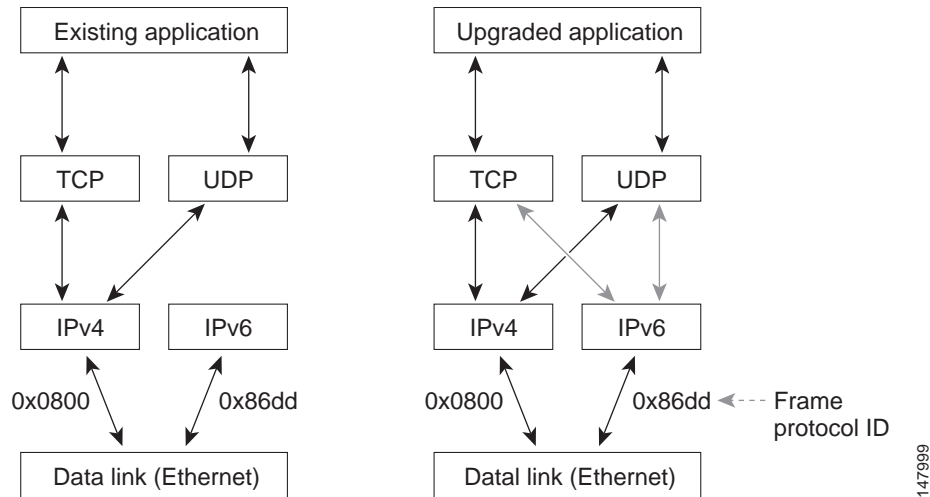 Existing application
Upgraded application
TCP
UDP
TCP
UDP
IPv4
IPv6
IPv4
IPv6
0x0800
0x86dd
0x0800
0x86dd
Frame
protocol ID
Data link (Ethernet)
Datal link (Ethernet)
147999